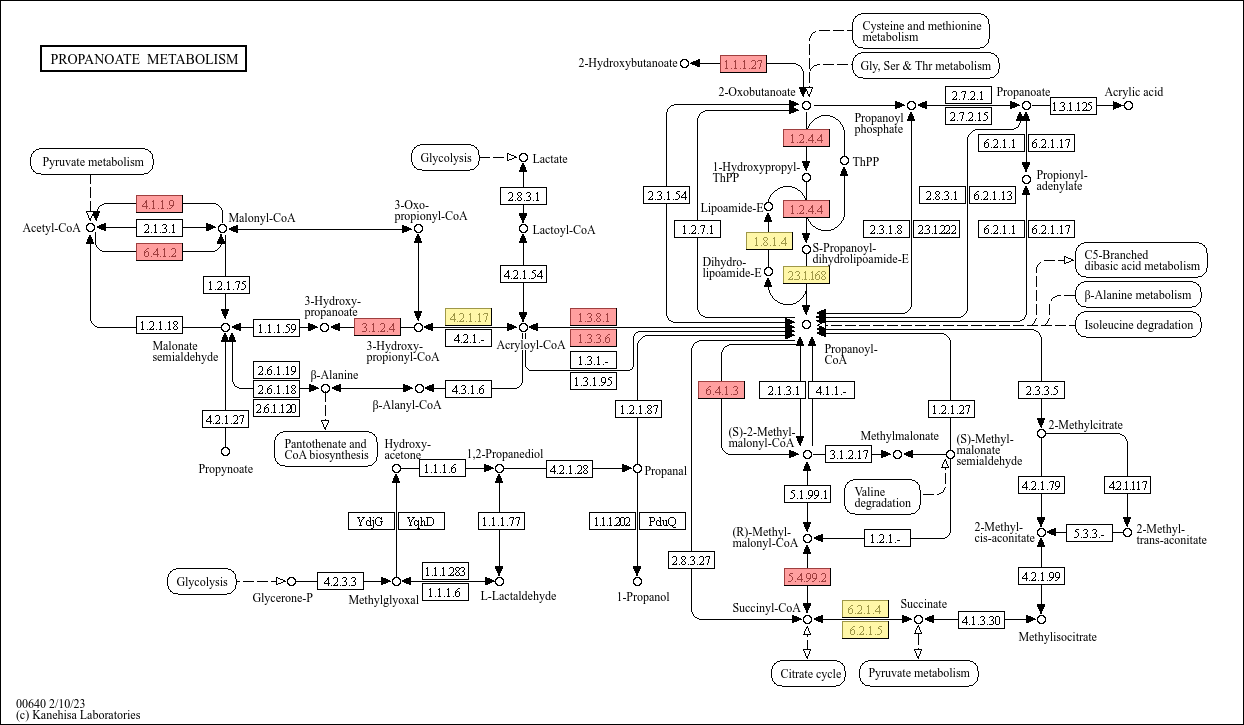 PROPANOATE METABOLISM
Cysteine and methionine
metabolism
2-Hydroxybutanoate
1.1.1.27
Gly, Ser & Thr metabolism
2-Oxobutanoate
Propanoyl
phosphate
2.7.2.1
2.7.2.15
Propanoate
1.3.1.125
Acrylic acid
1.2.4.4
ThPP
1-Hydroxypropyl-
ThPP
6.2.1.1
6.2.1.17
Propionyl-
adenylate
Pyruvate metabolism
Glycolysis
Lactate
2.8.3.1
2.3.1.54
Lipoamide-E
1.2.4.4
2.8.3.1
6.2.1.13
4.1.1.9
Malonyl-CoA
3-Oxo-
propionyl-CoA
Acetyl-CoA
2.1.3.1
Lactoyl-CoA
1.2.7.1
1.8.1.4
2.3.1.8
2.3.1.222
6.2.1.1
6.2.1.17
6.4.1.2
S-Propanoyl-
dihydrolipoamide-E
Dihydro-
lipoamide-E
2.3.1.168
C5-Branched
dibasic acid metabolism
1.2.1.75
4.2.1.54
β-Alanine metabolism
3-Hydroxy-
propanoate
1.2.1.18
1.1.1.59
3.1.2.4
4.2.1.17
4.2.1.-
1.3.8.1
1.3.3.6
Isoleucine degradation
Malonate
semialdehyde
3-Hydroxy-
propionyl-CoA
Acryloyl-CoA
1.3.1.-
1.3.1.95
Propanoyl-
CoA
2.6.1.19
2.6.1.18
2.6.1.120
β-Alanine
β-Alanyl-CoA
4.3.1.6
6.4.1.3
2.1.3.1
4.1.1.-
1.2.1.27
2.3.3.5
1.2.1.87
4.2.1.27
Propynoate
Pantothenate and
CoA biosynthesis
Hydroxy-
acetone
1,2-Propanediol
(S)-2-Methyl-
malonyl-CoA
Methylmalonate
(S)-Methyl-
malonate
semialdehyde
2-Methylcitrate
1.1.1.6
4.2.1.28
Propanal
3.1.2.17
5.1.99.1
Valine
degradation
4.2.1.79
4.2.1.117
YdjG
YqhD
1.1.1.77
1.1.1.202
PduQ
(R)-Methyl-
malonyl-CoA
1.2.1.-
2-Methyl-
cis-aconitate
5.3.3.-
2-Methyl-
trans-aconitate
2.8.3.27
Glycolysis
Glycerone-P
4.2.3.3
Methylglyoxal
1.1.1.283
1.1.1.6
L-Lactaldehyde
1-Propanol
5.4.99.2
4.2.1.99
Succinyl-CoA
6.2.1.4
6.2.1.5
Succinate
4.1.3.30
Methylisocitrate
Citrate cycle
Pyruvate metabolism
00640 2/10/23
(c) Kanehisa Laboratories